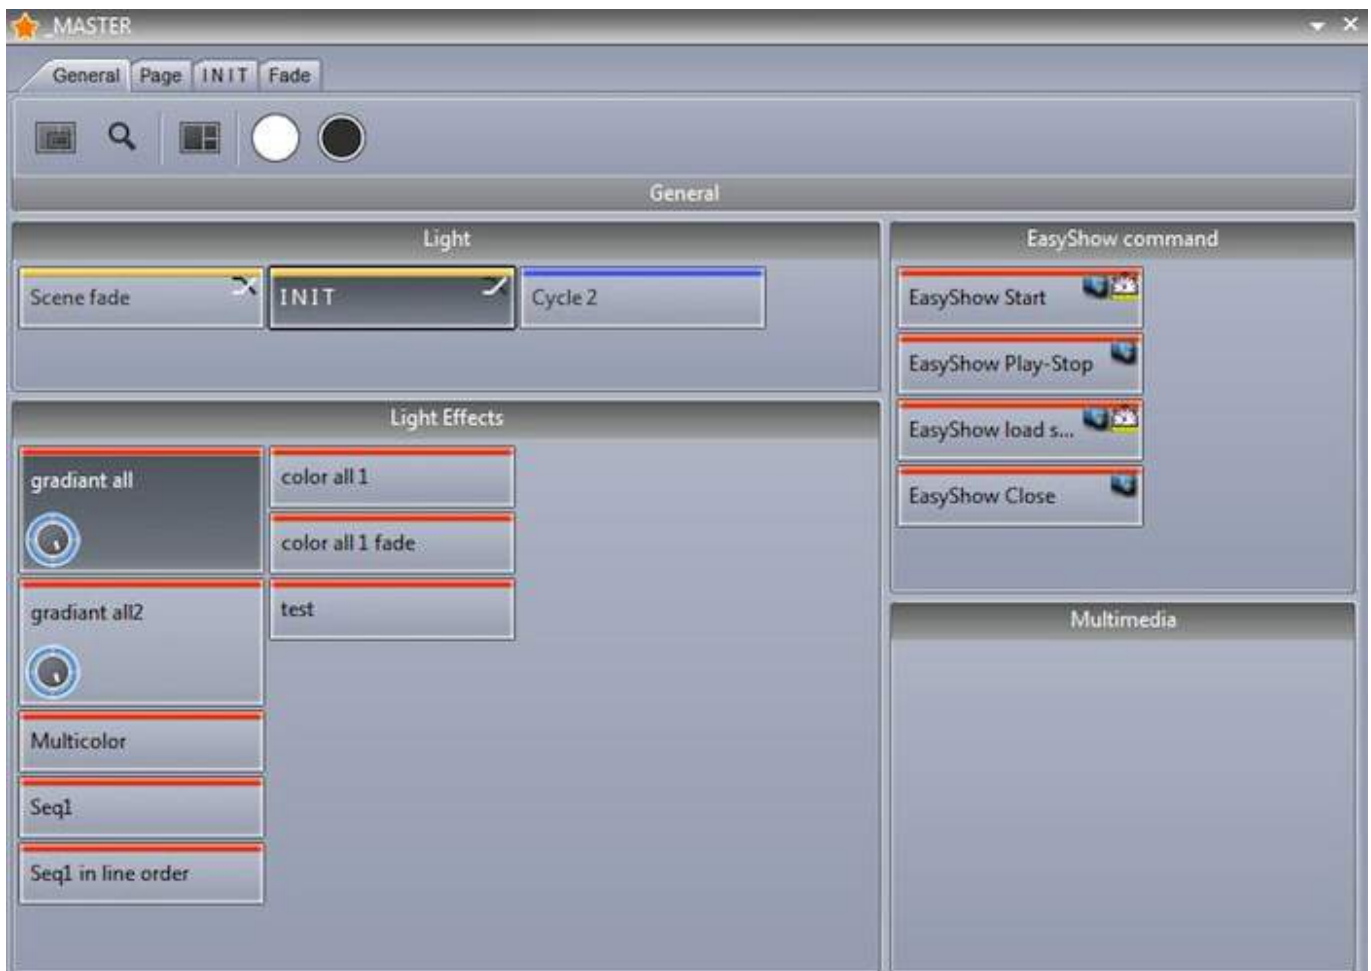 _MASTER
General Page INIT Fade
General
Light
Scene fade
INIT
Cycle 2
Light Effects
gradiant all
color all 1
color all 1 fade
gradiant all2
test
Multicolor
Seq1
Seq1 in line order
EasyShow command
EasyShow Start
EasyShow Play-Stop
EasyShow load s...
EasyShow Close
Multimedia